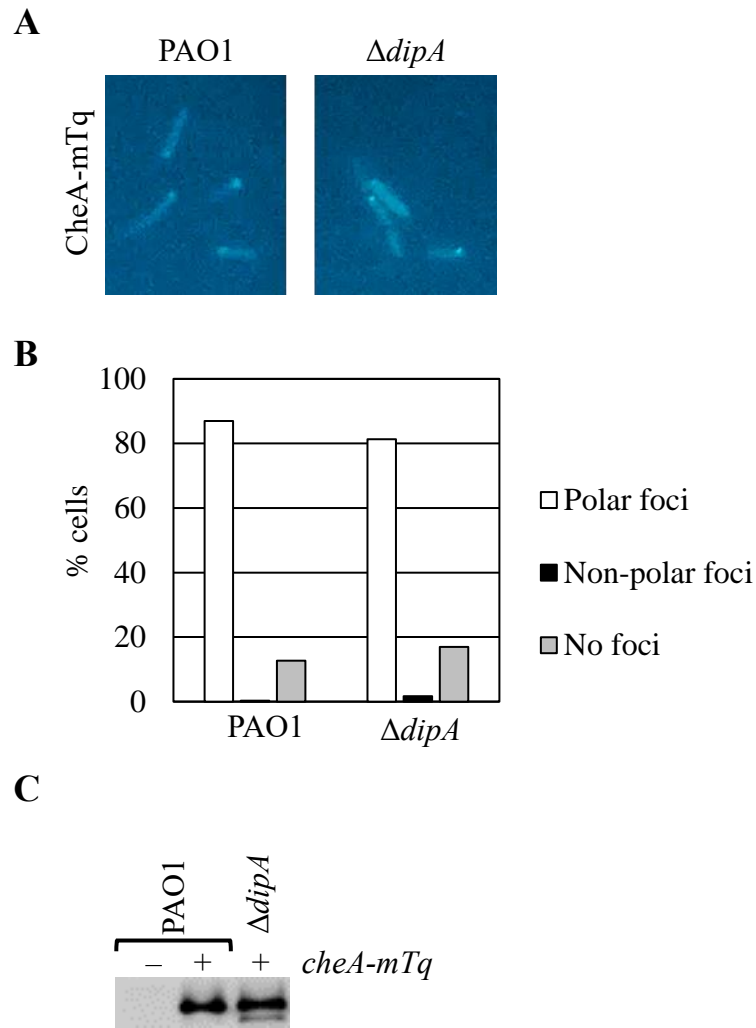 A
PAO1 ΔdipA
CheA-mTq
B
100
80
60
40
20
0
% cells
PAO1 ΔdipA
Polar foci
Non-polar foci
No foci
C
PAO1 ΔdipA
– + + cheA-mTq